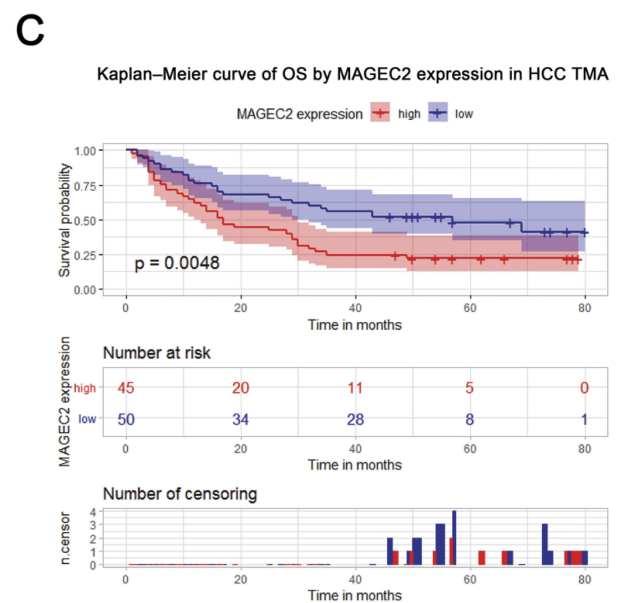 C
Kaplan–Meier curve of OS by MAGEC2 expression in HCC TMA
MAGEC2 expression high low
Survival probability
1.00
0.75
0.50
0.25
0.00
p = 0.0048
0 20 40 60 80
Time in months
Number at risk
MAGEC2 expression
high 45 20 11 5 0
low 50 34 28 8 1
0 20 40 60 80
Time in months
Number of censoring
n.censor
4
3
2
1
0
0 20 40 60 80
Time in months